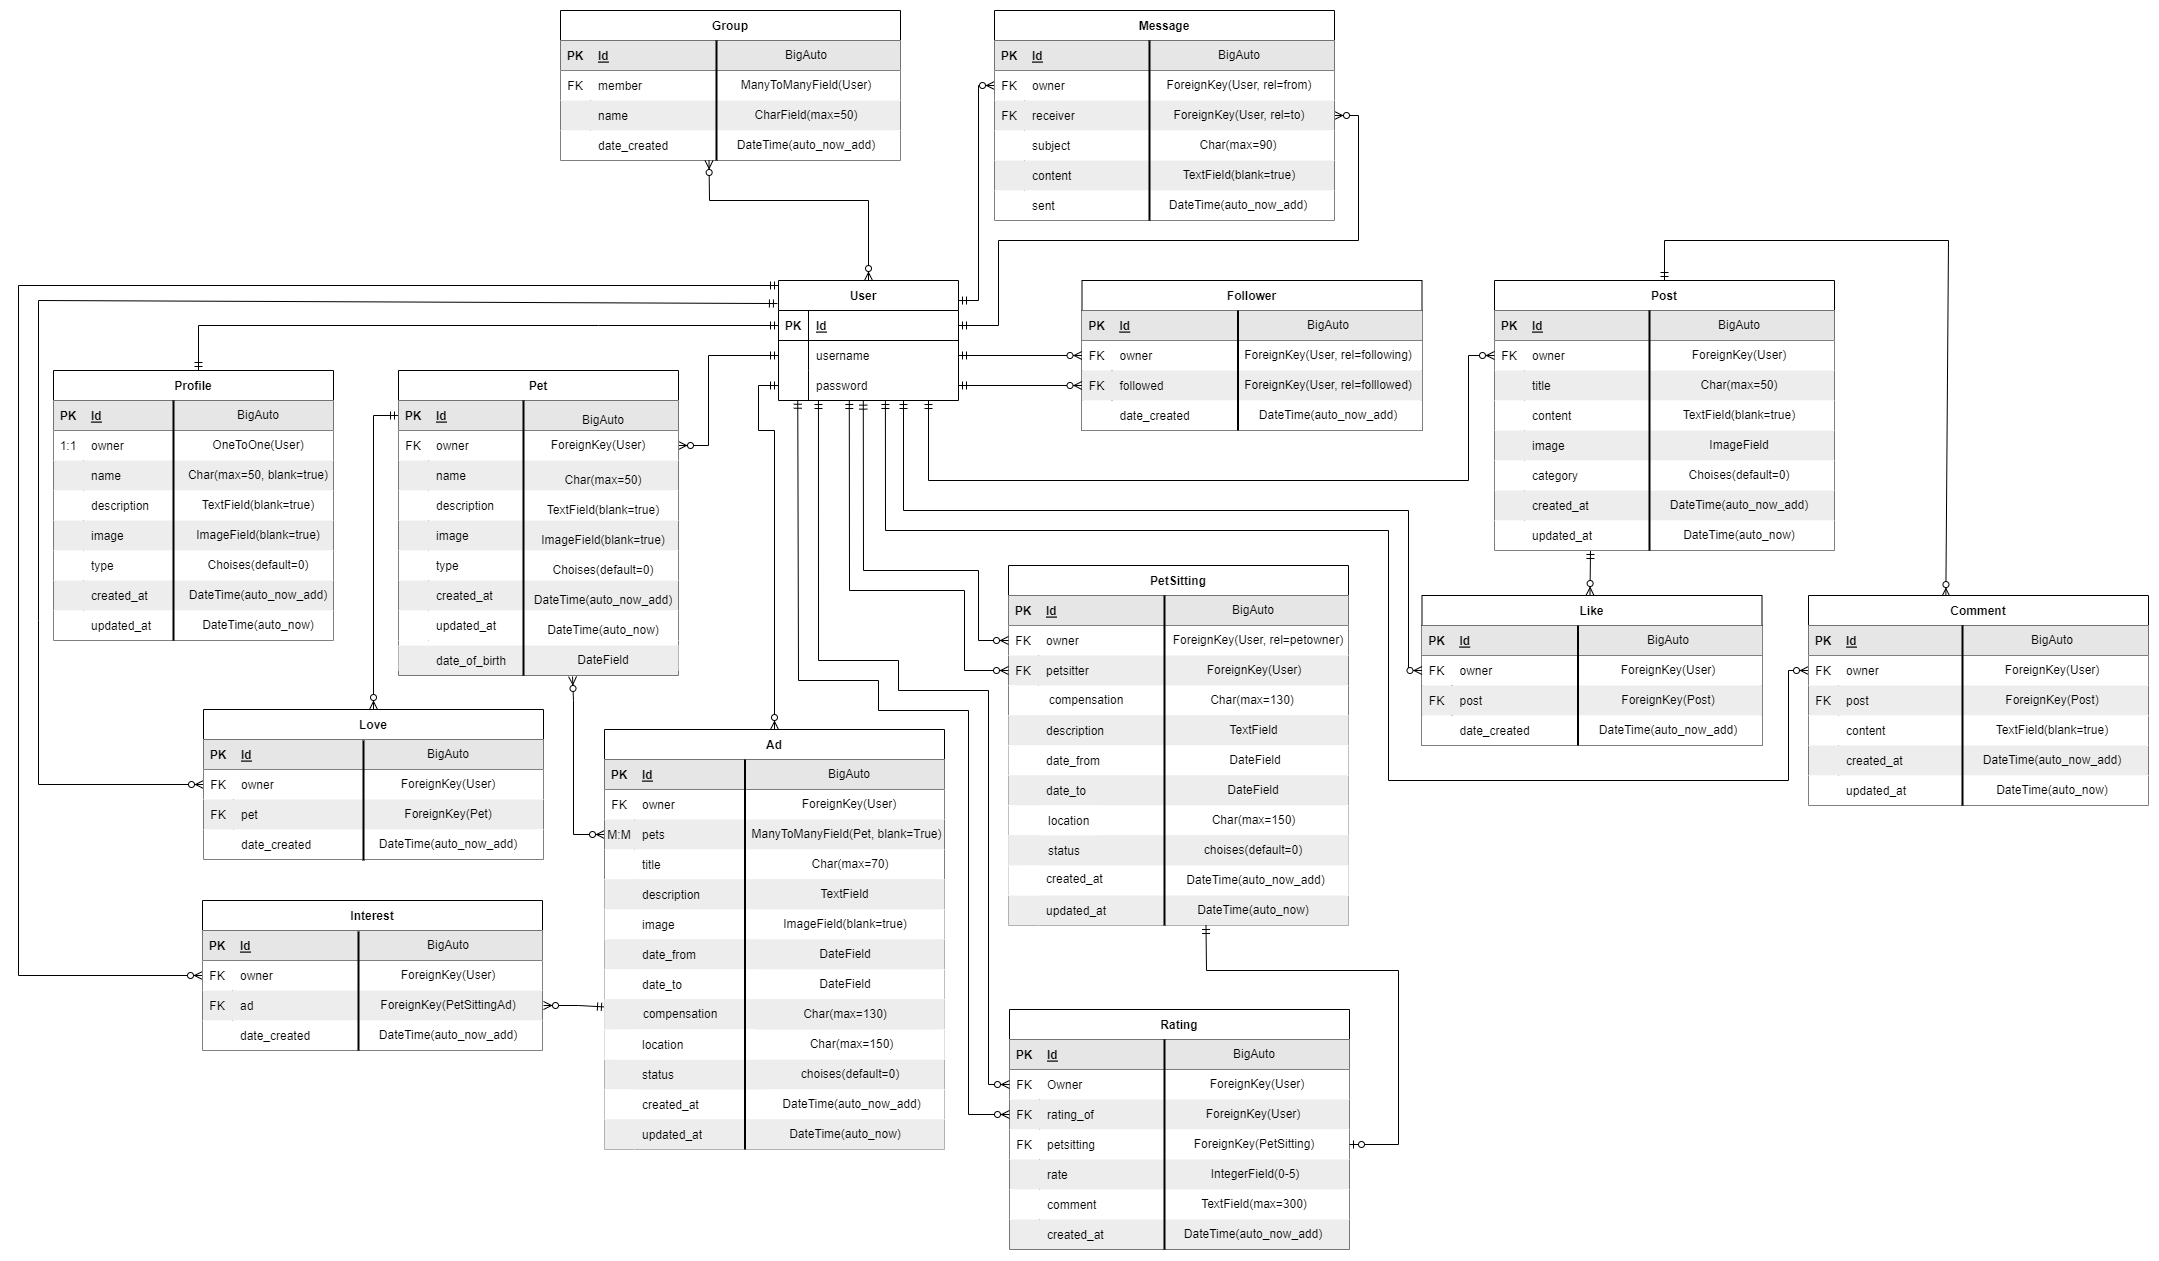 Group
PK Id BigAuto
FK member ManyToManyField(User)
name CharField(max=50)
date_created DateTime(auto_now_add)
Message
PK Id BigAuto
FK owner ForeignKey(User, rel=from)
FK receiver ForeignKey(User, rel=to)
subject Char(max=90)
content TextField(blank=true)
sent DateTime(auto_now_add)
User
PK Id
username
password
Follower
PK Id BigAuto
FK owner ForeignKey(User, rel=following)
FK followed ForeignKey(User, rel=folllowed)
date_created DateTime(auto_now_add)
Post
PK Id BigAuto
FK owner ForeignKey(User)
title Char(max=50)
content TextField(blank=true)
image ImageField
category Choises(default=0)
created_at DateTime(auto_now_add)
updated_at DateTime(auto_now)
Profile
PK Id BigAuto
1:1 owner OneToOne(User)
name Char(max=50, blank=true)
description TextField(blank=true)
image ImageField(blank=true)
type Choises(default=0)
created_at DateTime(auto_now_add)
updated_at DateTime(auto_now)
Pet
PK Id BigAuto
FK owner ForeignKey(User)
name Char(max=50)
description TextField(blank=true)
image ImageField(blank=true)
type Choises(default=0)
created_at DateTime(auto_now_add)
updated_at DateTime(auto_now)
date_of_birth DateField
PetSitting
PK Id BigAuto
FK owner ForeignKey(User, rel=petowner)
FK petsitter ForeignKey(User)
compensation Char(max=130)
description TextField
date_from DateField
date_to DateField
location Char(max=150)
status choises(default=0)
created_at DateTime(auto_now_add)
updated_at DateTime(auto_now)
Like
PK Id BigAuto
FK owner ForeignKey(User)
FK post ForeignKey(Post)
date_created DateTime(auto_now_add)
Comment
PK Id BigAuto
FK owner ForeignKey(User)
FK post ForeignKey(Post)
content TextField(blank=true)
created_at DateTime(auto_now_add)
updated_at DateTime(auto_now)
Love
PK Id BigAuto
FK owner ForeignKey(User)
FK pet ForeignKey(Pet)
date_created DateTime(auto_now_add)
Ad
PK Id BigAuto
FK owner ForeignKey(User)
M:M pets ManyToManyField(Pet, blank=True)
title Char(max=70)
description TextField
image ImageField(blank=true)
date_from DateField
date_to DateField
compensation Char(max=130)
location Char(max=150)
status choises(default=0)
created_at DateTime(auto_now_add)
updated_at DateTime(auto_now)
Interest
PK Id BigAuto
FK owner ForeignKey(User)
FK ad ForeignKey(PetSittingAd)
date_created DateTime(auto_now_add)
Rating
PK Id BigAuto
FK Owner ForeignKey(User)
FK rating_of ForeignKey(User)
FK petsitting ForeignKey(PetSitting)
rate IntegerField(0-5)
comment TextField(max=300)
created_at DateTime(auto_now_add)